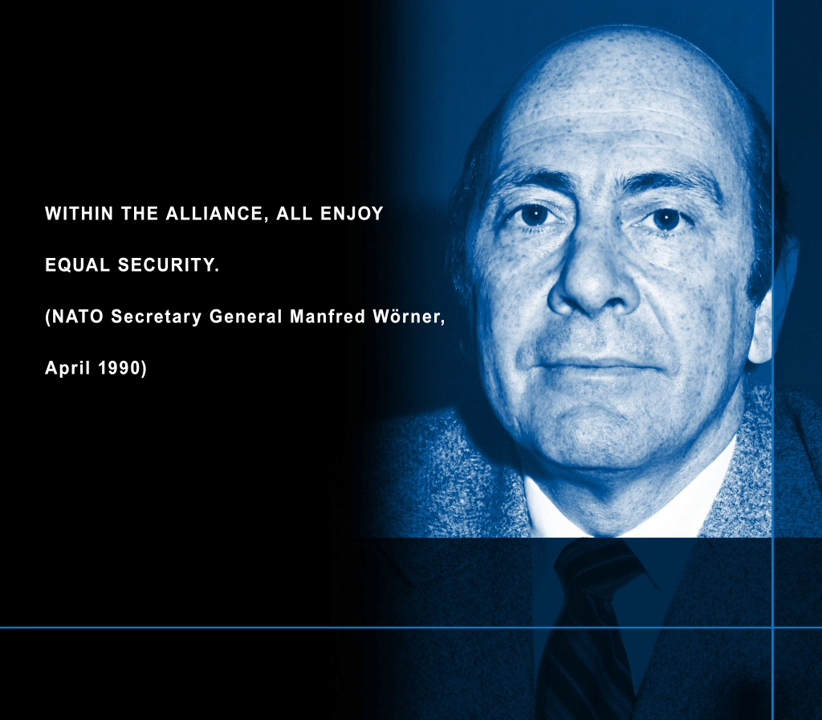 WITHIN THE ALLIANCE, ALL ENJOY
EQUAL SECURITY.
(NATO Secretary General Manfred Wörner,
April 1990)